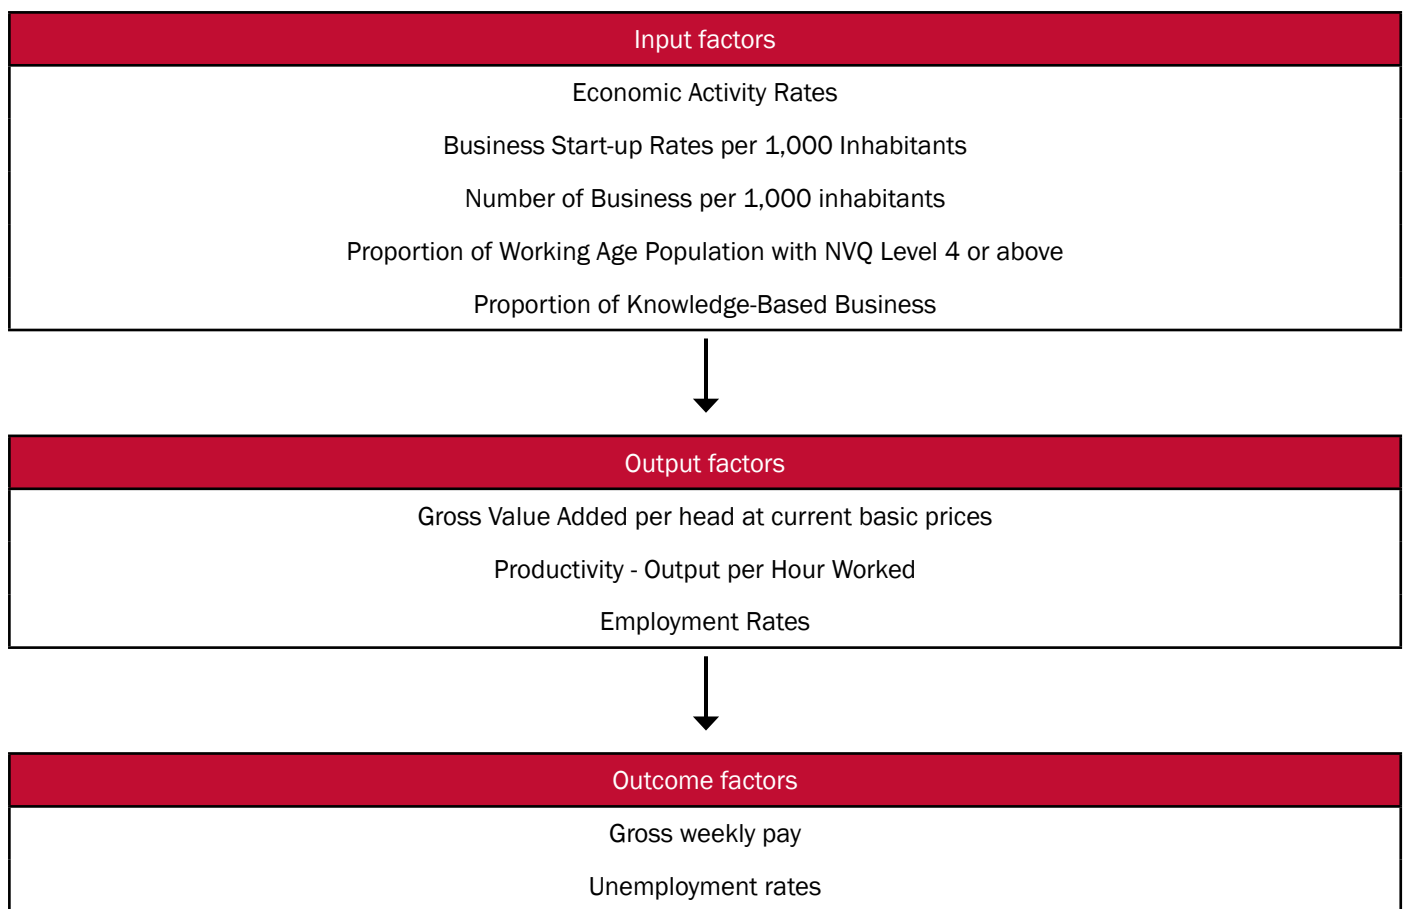 Input factors
Economic Activity Rates
Business Start-up Rates per 1,000 Inhabitants
Number of Business per 1,000 inhabitants
Proportion of Working Age Population with NVQ Level 4 or above
Proportion of Knowledge-Based Business
Output factors
Gross Value Added per head at current basic prices
Productivity - Output per Hour Worked
Employment Rates
Outcome factors
Gross weekly pay
Unemployment rates